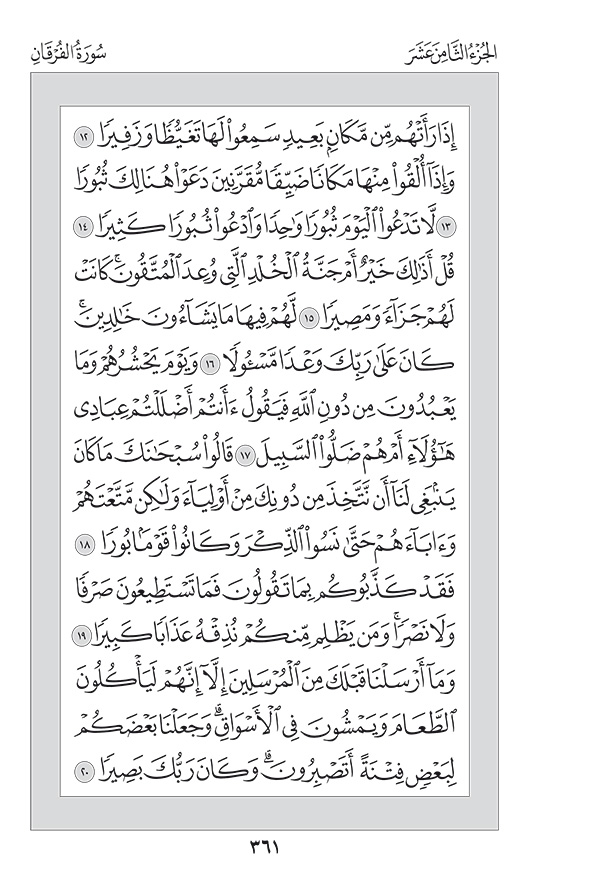 الجُزْءُ الثَّامِنَ عَشَرَ
سُورَةُ الفُرْقَانِ
إِذَا رَأَتْهُم مِّن مَّكَانِۭ بَعِيدٖ سَمِعُواْ لَهَا تَغَيُّظٗا وَزَفِيرٗا ١٢
وَإِذَآ أُلْقُواْ مِنْهَا مَكَانٗا ضَيِّقٗا مُّقَرَّنِينَ دَعَوْاْ هُنَالِكَ ثُبُورٗا
١٣ لَّا تَدْعُواْ ٱلْيَوْمَ ثُبُورٗا وَٰحِدٗا وَٱدْعُواْ ثُبُورٗا كَثِيرٗا ١٤
قُلْ أَذَٰلِكَ خَيْرٌ أَمْ جَنَّةُ ٱلْخُلْدِ ٱلَّتِي وُعِدَ ٱلْمُتَّقُونَۚ كَانَتْ
لَهُمْ جَزَآءٗ وَمَصِيرٗا ١٥ لَّهُمْ فِيهَا مَا يَشَآءُونَ خَٰلِدِينَۚ
كَانَ عَلَىٰ رَبِّكَ وَعْدٗا مَّسْـُٔولٗا ١٦ وَيَوْمَ يَحْشُرُهُمْ وَمَا
يَعْبُدُونَ مِن دُونِ ٱللَّهِ فَيَقُولُ ءَأَنتُمْ أَضْلَلْتُمْ عِبَادِي
هَٰٓؤُلَآءِ أَمْ هُمْ ضَلُّواْ ٱلسَّبِيلَ ١٧ قَالُواْ سُبْحَٰنَكَ مَا كَانَ
يَنۢبَغِي لَنَآ أَن نَّتَّخِذَ مِن دُونِكَ مِنْ أَوْلِيَآءَ وَلَٰكِن مَّتَّعْتَهُمْ
وَءَابَآءَهُمْ حَتَّىٰ نَسُواْ ٱلذِّكْرَ وَكَانُواْ قَوْمَۢا بُورٗا ١٨
فَقَدْ كَذَّبُوكُم بِمَا تَقُولُونَ فَمَا تَسْتَطِيعُونَ صَرْفٗا
وَلَا نَصْرٗاۚ وَمَن يَظْلِم مِّنكُمْ نُذِقْهُ عَذَابٗا كَبِيرٗا ١٩
وَمَآ أَرْسَلْنَا قَبْلَكَ مِنَ ٱلْمُرْسَلِينَ إِلَّآ إِنَّهُمْ لَيَأْكُلُونَ
ٱلطَّعَامَ وَيَمْشُونَ فِي ٱلْأَسْوَاقِۗ وَجَعَلْنَا بَعْضَكُمْ
لِبَعْضٖ فِتْنَةً أَتَصْبِرُونَۗ وَكَانَ رَبُّكَ بَصِيرٗا ٢٠
٣٦١